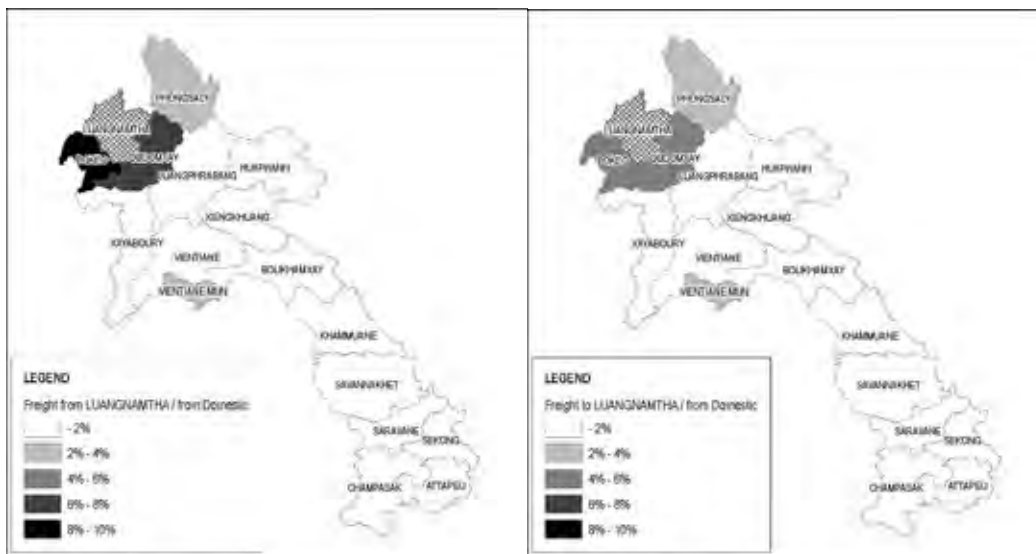 PHONGSALY
LUANGNAMTHA
OUDOMXAY
LUANGPHRABANG
HUAPHANH
XIENGKHUANG
XAYABOURY
VIENTIANE
BOLIKHAMXAY
VIENTIANE MUN
KHAMMUANE
SAVANNAKHET
SARAVANE
SEKONG
CHAMPASAK
ATTAPEU
LEGEND
Freight from LUANGNAMTHA / from Domestic
- 2%
2% - 4%
4% - 6%
6% - 8%
8% - 10%
PHONGSALY
LUANGNAMTHA
BOKEO
OUDOMXAY
LUANGPHRABANG
HUAPHANH
XIENGKHUANG
XAYABOURY
VIENTIANE
BOLIKHAMXAY
VIENTIANE MUN
KHAMMUANE
SAVANNAKHET
SARAVANE
SEKONG
CHAMPASAK
ATTAPEU
LEGEND
Freight to LUANGNAMTHA / from Domestic
- 2%
2% - 4%
4% - 6%
6% - 8%
8% - 10%